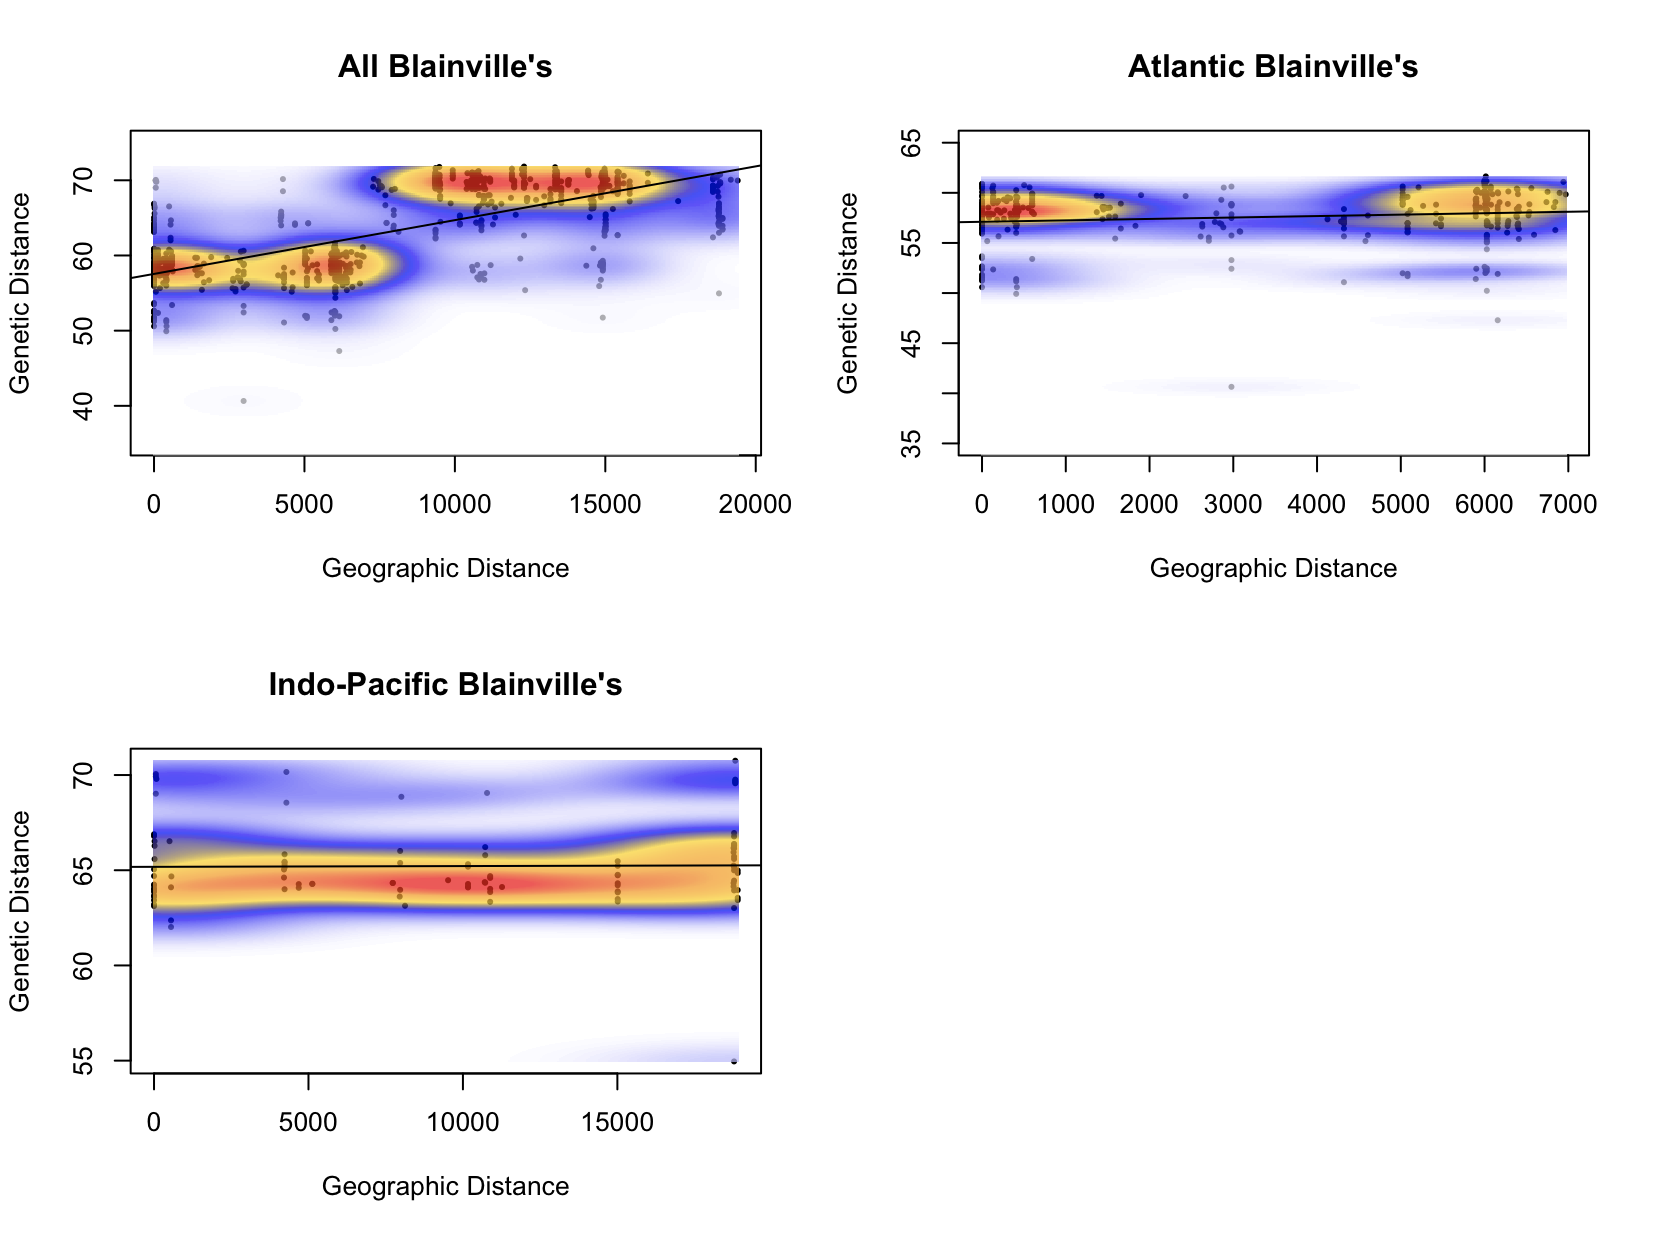 All Blainville's
Genetic Distance
70
60
50
40
0 5000 10000 15000 20000
Geographic Distance
Atlantic Blainville's
Genetic Distance
65
55
45
35
0 1000 2000 3000 4000 5000 6000 7000
Geographic Distance
Indo-Pacific Blainville's
Genetic Distance
70
65
60
55
0 5000 10000 15000
Geographic Distance